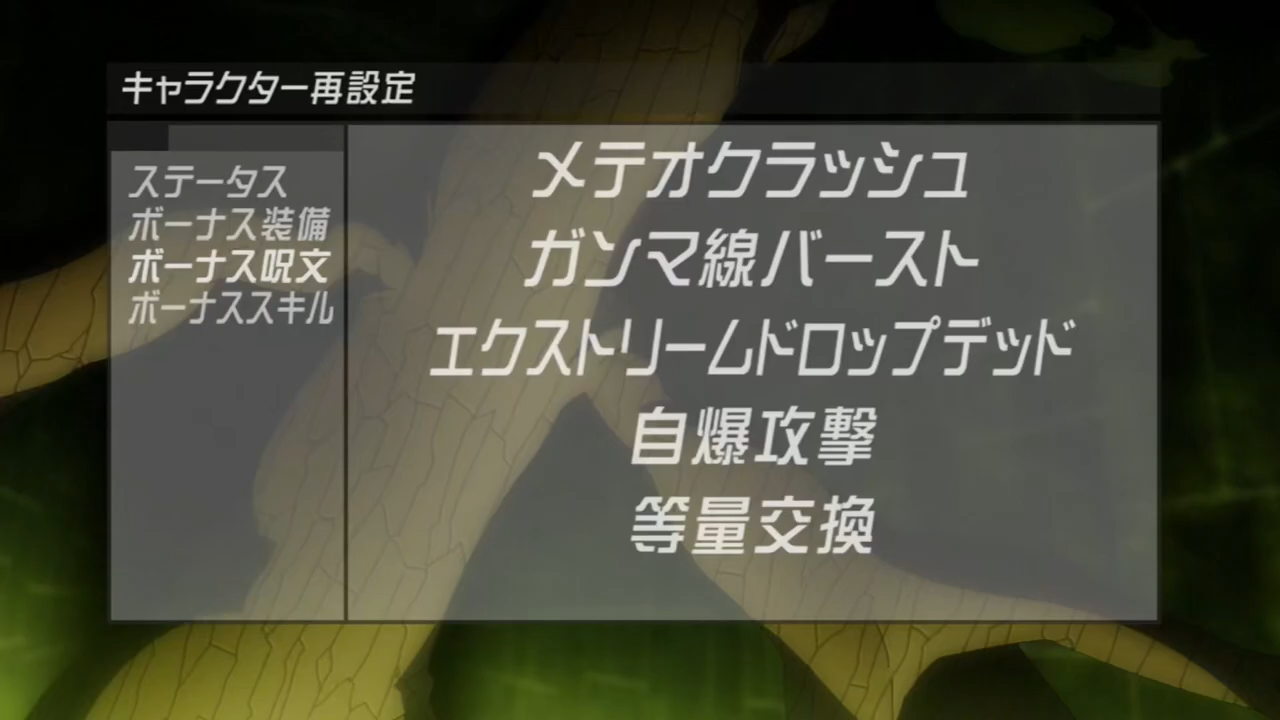 キャラクター再設定
ステータス
ボーナス装備
ボーナス呪文
ボーナススキル
メテオクラッシュ
ガンマ線バースト
エクストリームドロップデッド
自爆攻撃
等量交換